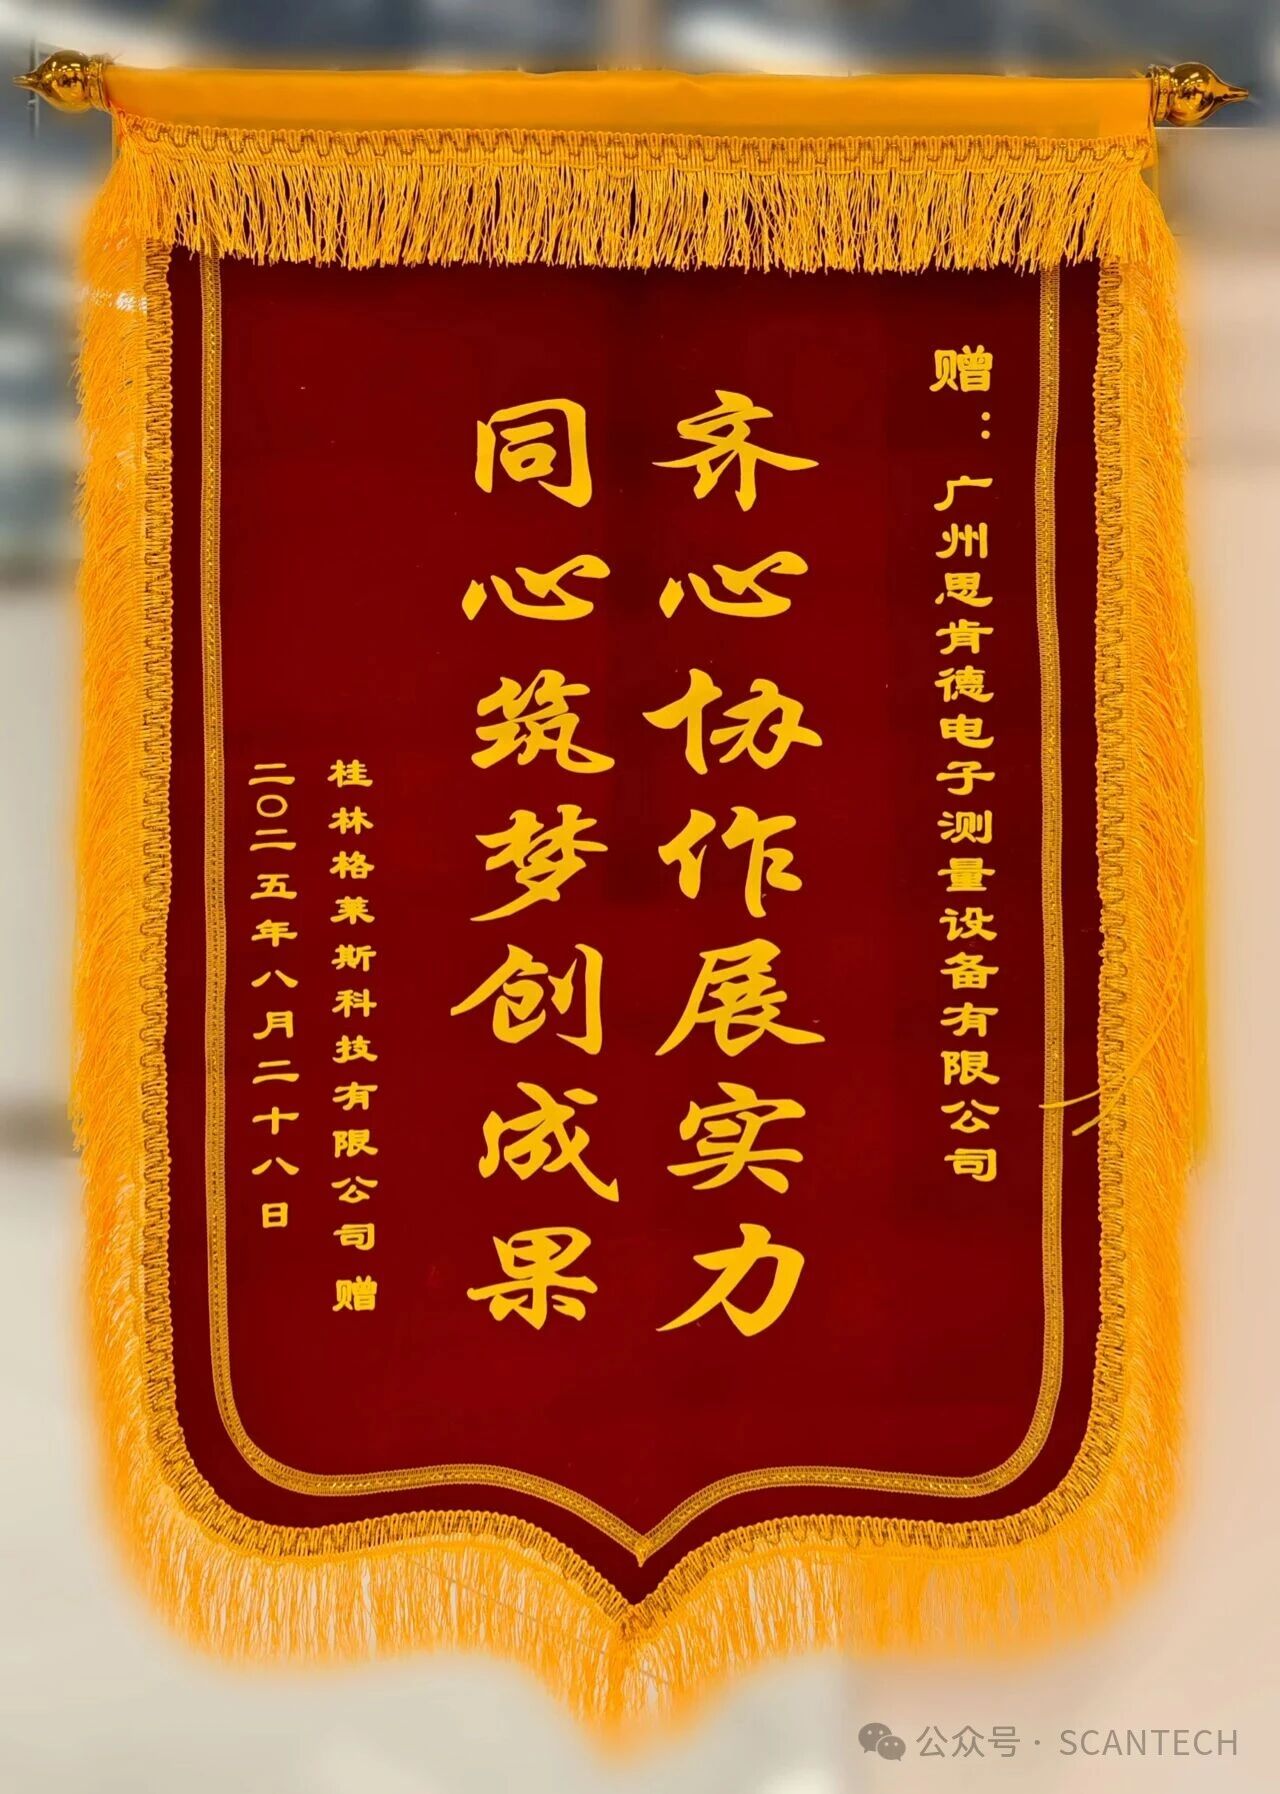 赠：广州思肯德电子测量设备有限公司
齐心协作展实力
同心筑梦创成果
桂林格莱斯科技有限公司 赠
二〇二五年八月二十八日
公众号 · SCANTECH